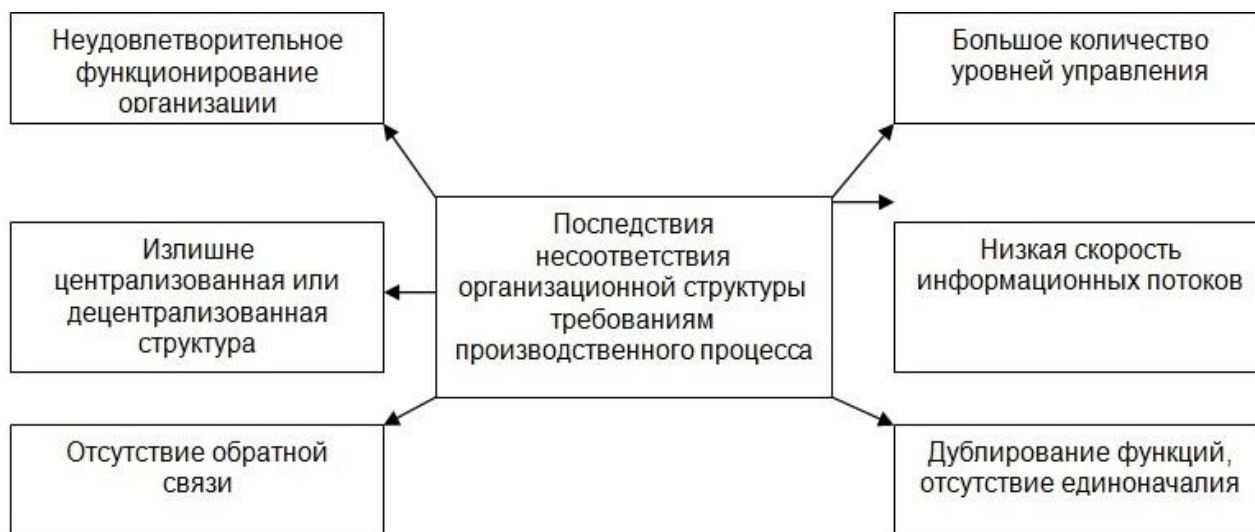 Неудовлетворительное
функционирование
организации
Большое количество
уровней управления
Последствия
несоответствия
организационной структуры
требованиям
производственного процесса
Излишне
централизованная или
децентрализованная
структура
Низкая скорость
информационных потоков
Отсутствие обратной
связи
Дублирование функций,
отсутствие единоначалия